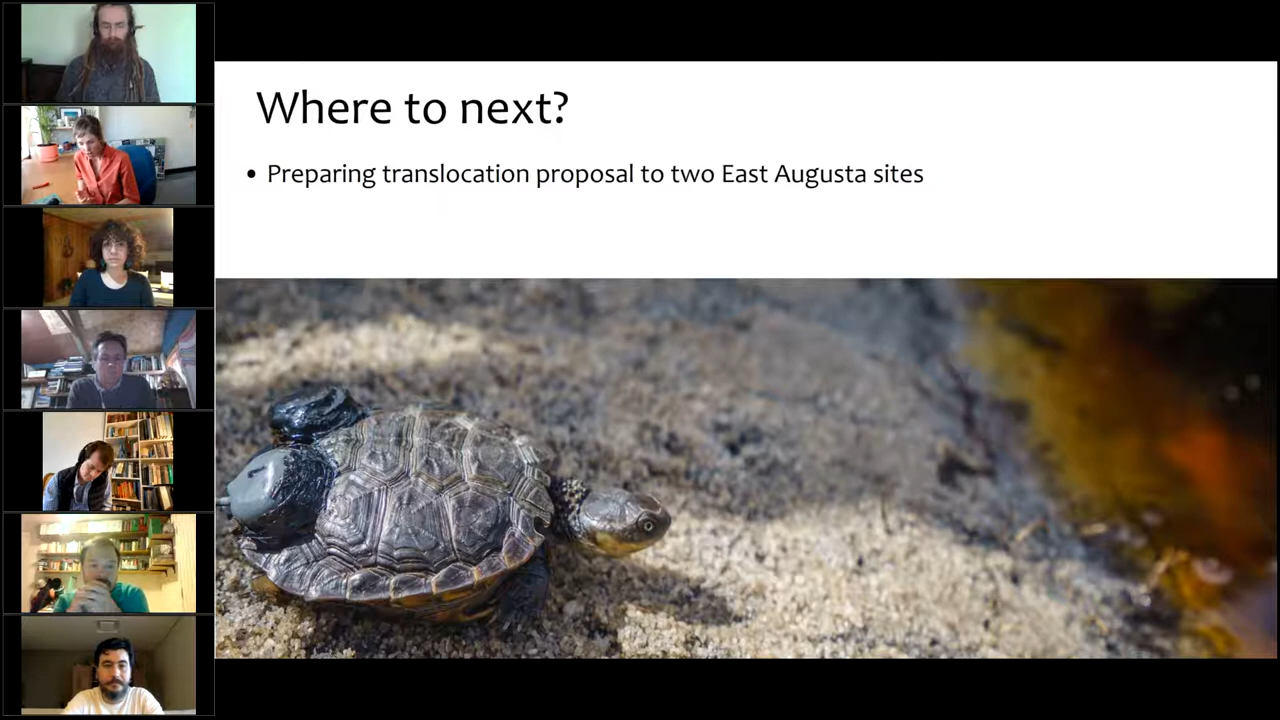 Where to next?
• Preparing translocation proposal to two East Augusta sites